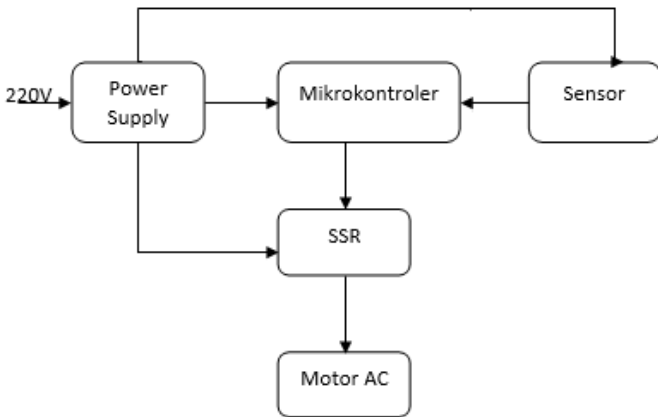 220V
Power
Supply
Mikrokontroler
Sensor
SSR
Motor AC